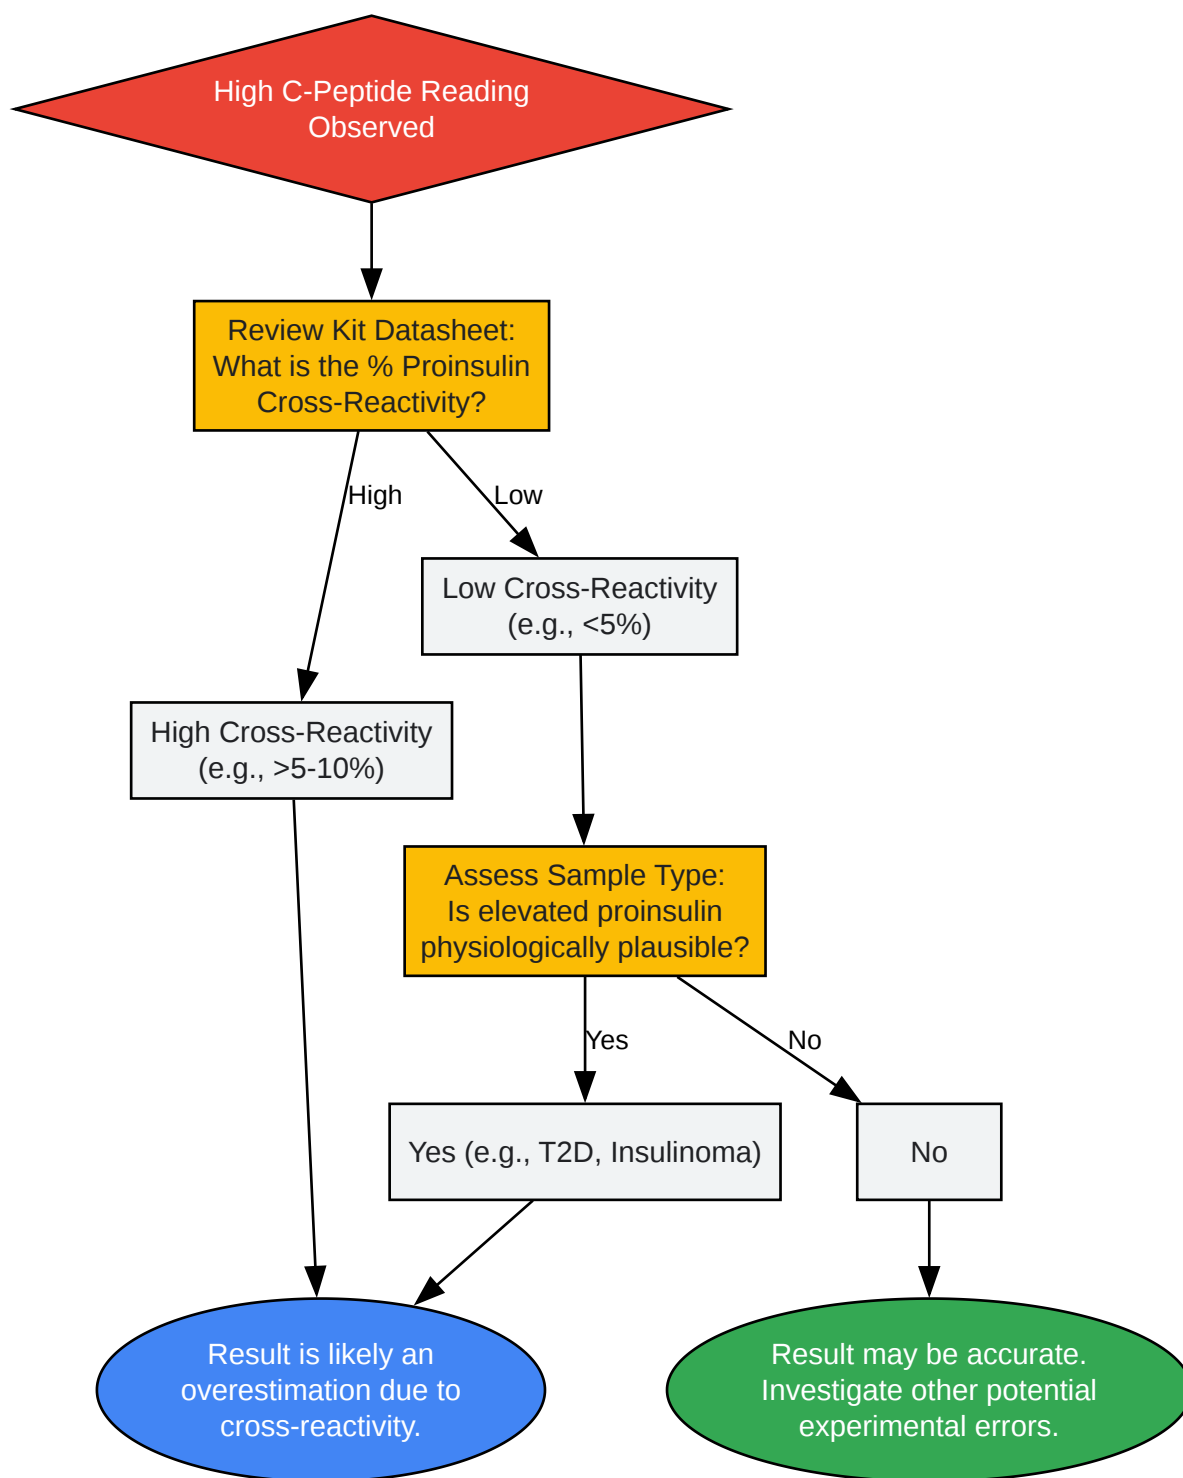 High C-Peptide Reading
Observed
Review Kit Datasheet:
What is the % Proinsulin
Cross-Reactivity?
High
Low
Low Cross-Reactivity
(e.g., <5%)
High Cross-Reactivity
(e.g., >5-10%)
Assess Sample Type:
Is elevated proinsulin
physiologically plausible?
Yes
No
Yes (e.g., T2D, Insulinoma)
No
Result is likely an
overestimation due to
cross-reactivity.
Result may be accurate.
Investigate other potential
experimental errors.